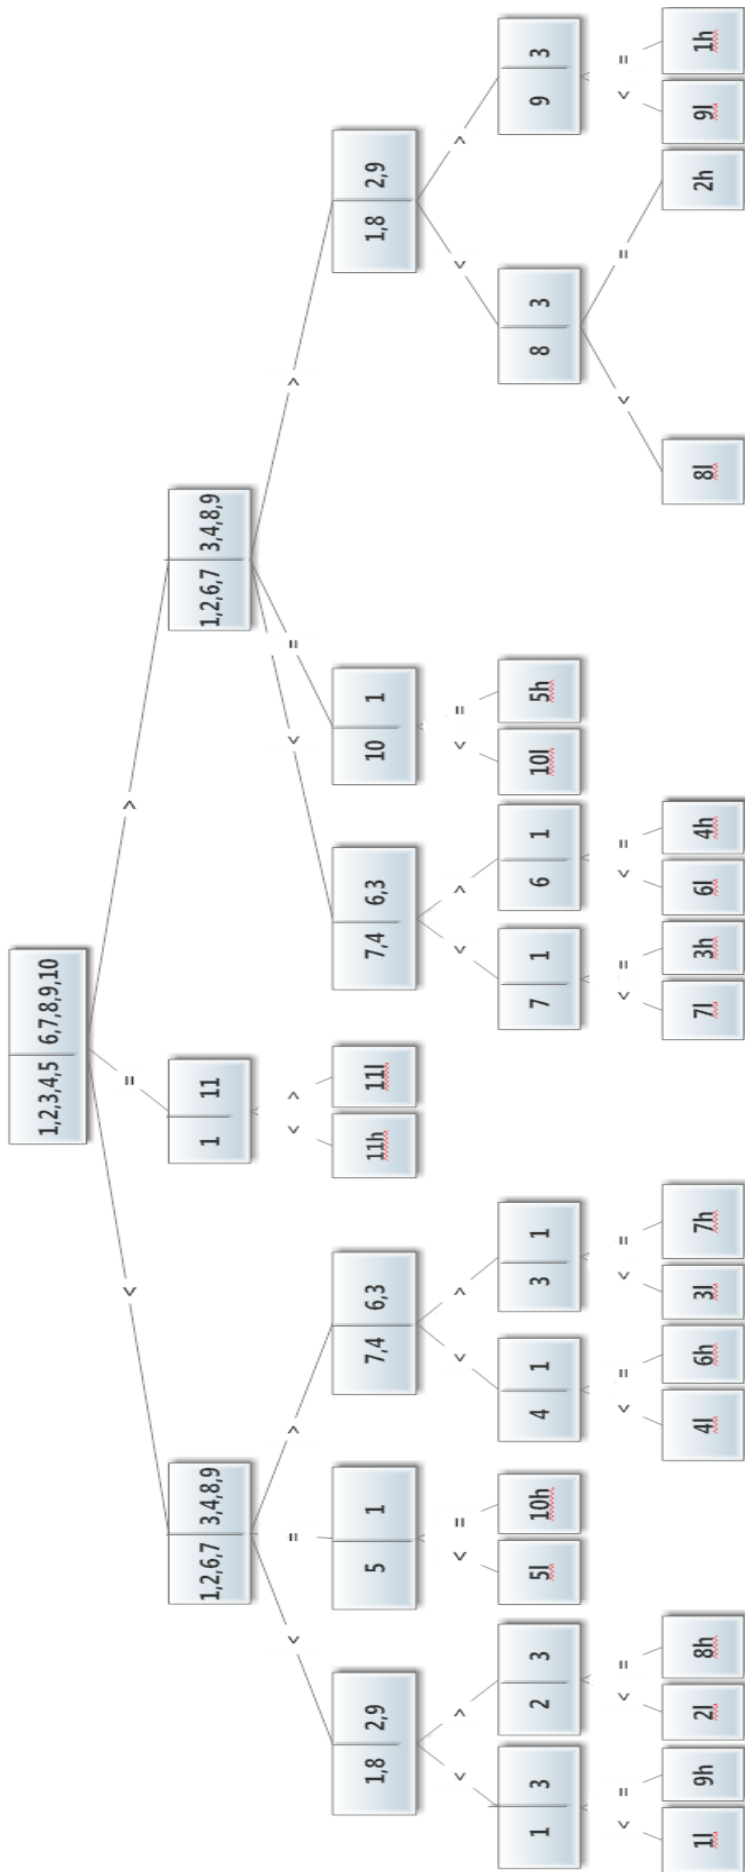 1,2,3,4,5 6,7,8,9,10
< = >
1,2,6,7 3,4,8,9
1 11
1,2,6,7 3,4,8,9
< = >
< >
< = >
1,8 2,9
5 1
7,4 6,3
11h
11l
7,4 6,3
10 1
1,8 2,9
< >
< =
< >
< >
< =
< >
1 3
2 3
5l
10h
4 1
3 1
7 1
6 1
10l
5h
8 3
9 3
< =
< =
< =
< =
< =
< =
< =
< =
1l
9h
2l
8h
4l
6h
3l
7h
7l
3h
6l
4h
8l
2h
9l
1h